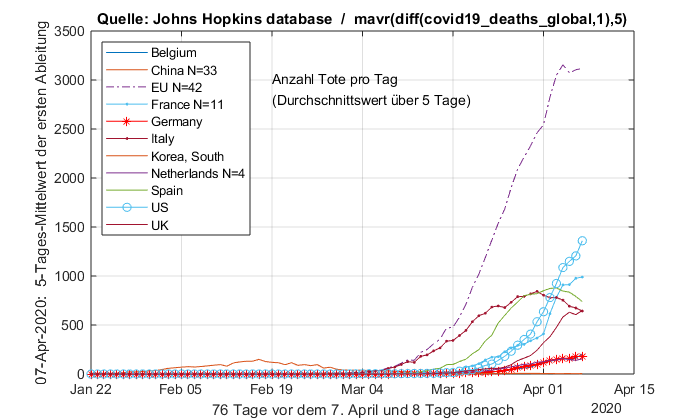 Quelle: Johns Hopkins database / mavr(diff(covid19_deaths_global,1),5)
07-Apr-2020: 5-Tages-Mittelwert der ersten Ableitung
3500
3000
2500
2000
1500
1000
500
0
Belgium
China N=33
EU N=42
France N=11
Germany
Italy
Korea, South
Netherlands N=4
Spain
US
UK
Anzahl Tote pro Tag
(Durchschnittswert über 5 Tage)
Jan 22 Feb 05 Feb 19 Mar 04 Mar 18 Apr 01 Apr 15
76 Tage vor dem 7. April und 8 Tage danach 2020